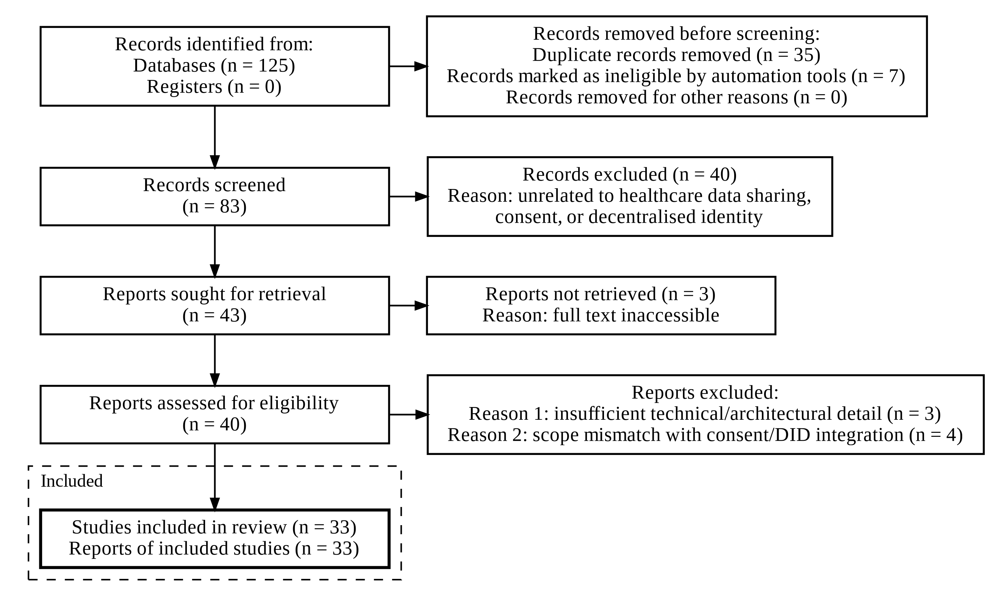 Records identified from:
Databases (n = 125)
Registers (n = 0)
Records removed before screening:
Duplicate records removed (n = 35)
Records marked as ineligible by automation tools (n = 7)
Records removed for other reasons (n = 0)
Records screened
(n = 83)
Records excluded (n = 40)
Reason: unrelated to healthcare data sharing,
consent, or decentralised identity
Reports sought for retrieval
(n = 43)
Reports not retrieved (n = 3)
Reason: full text inaccessible
Reports assessed for eligibility
(n = 40)
Reports excluded:
Reason 1: insufficient technical/architectural detail (n = 3)
Reason 2: scope mismatch with consent/DID integration (n = 4)
Included
Studies included in review (n = 33)
Reports of included studies (n = 33)